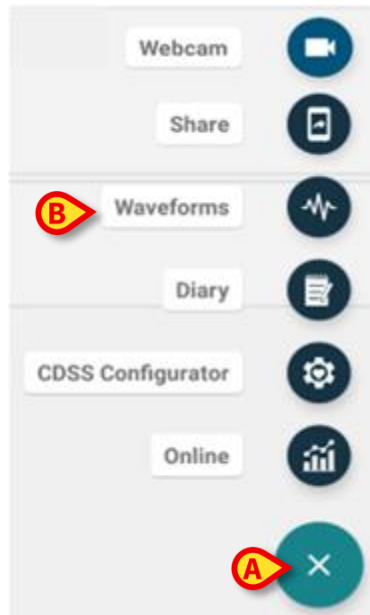 Webcam
Share
B
Waveforms
Diary
CDSS Configurator
Online
A